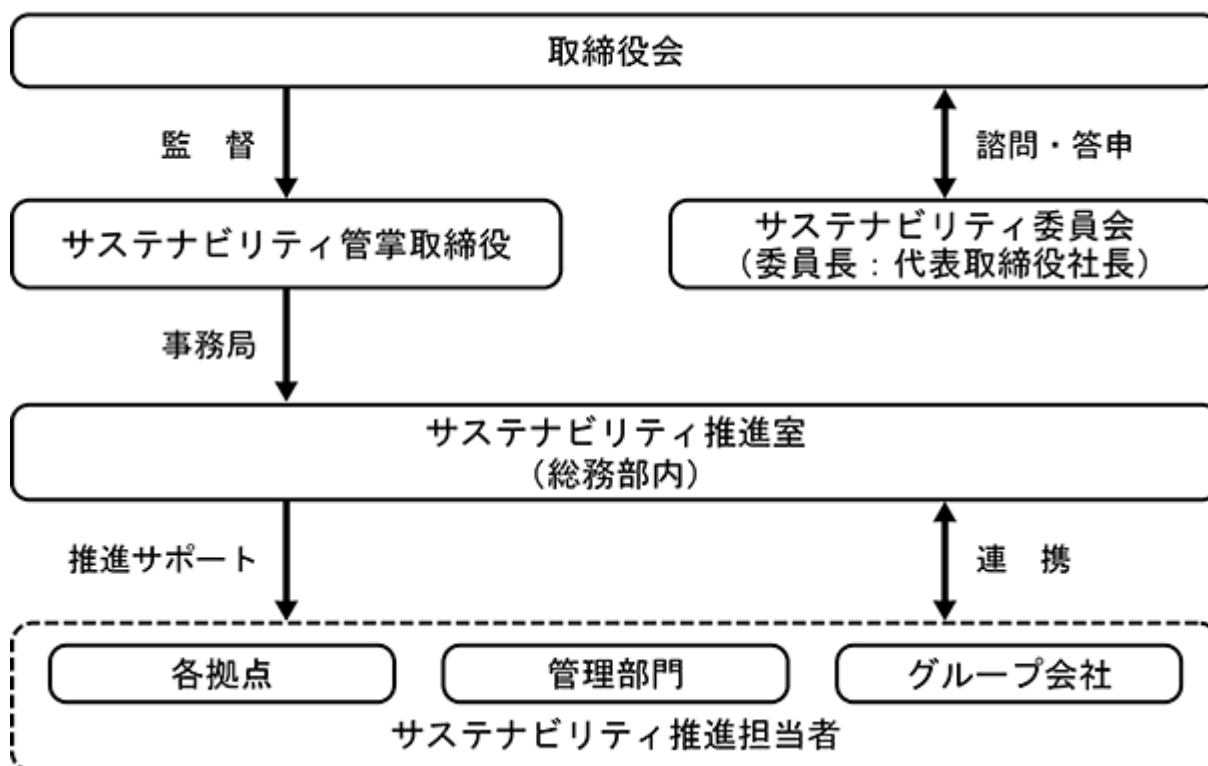 取締役会
監　督
諮問・答申
サステナビリティ管掌取締役
サステナビリティ委員会
（委員長：代表取締役社長）
事務局
サステナビリティ推進室
（総務部内）
推進サポート
連　携
各拠点
管理部門
グループ会社
サステナビリティ推進担当者